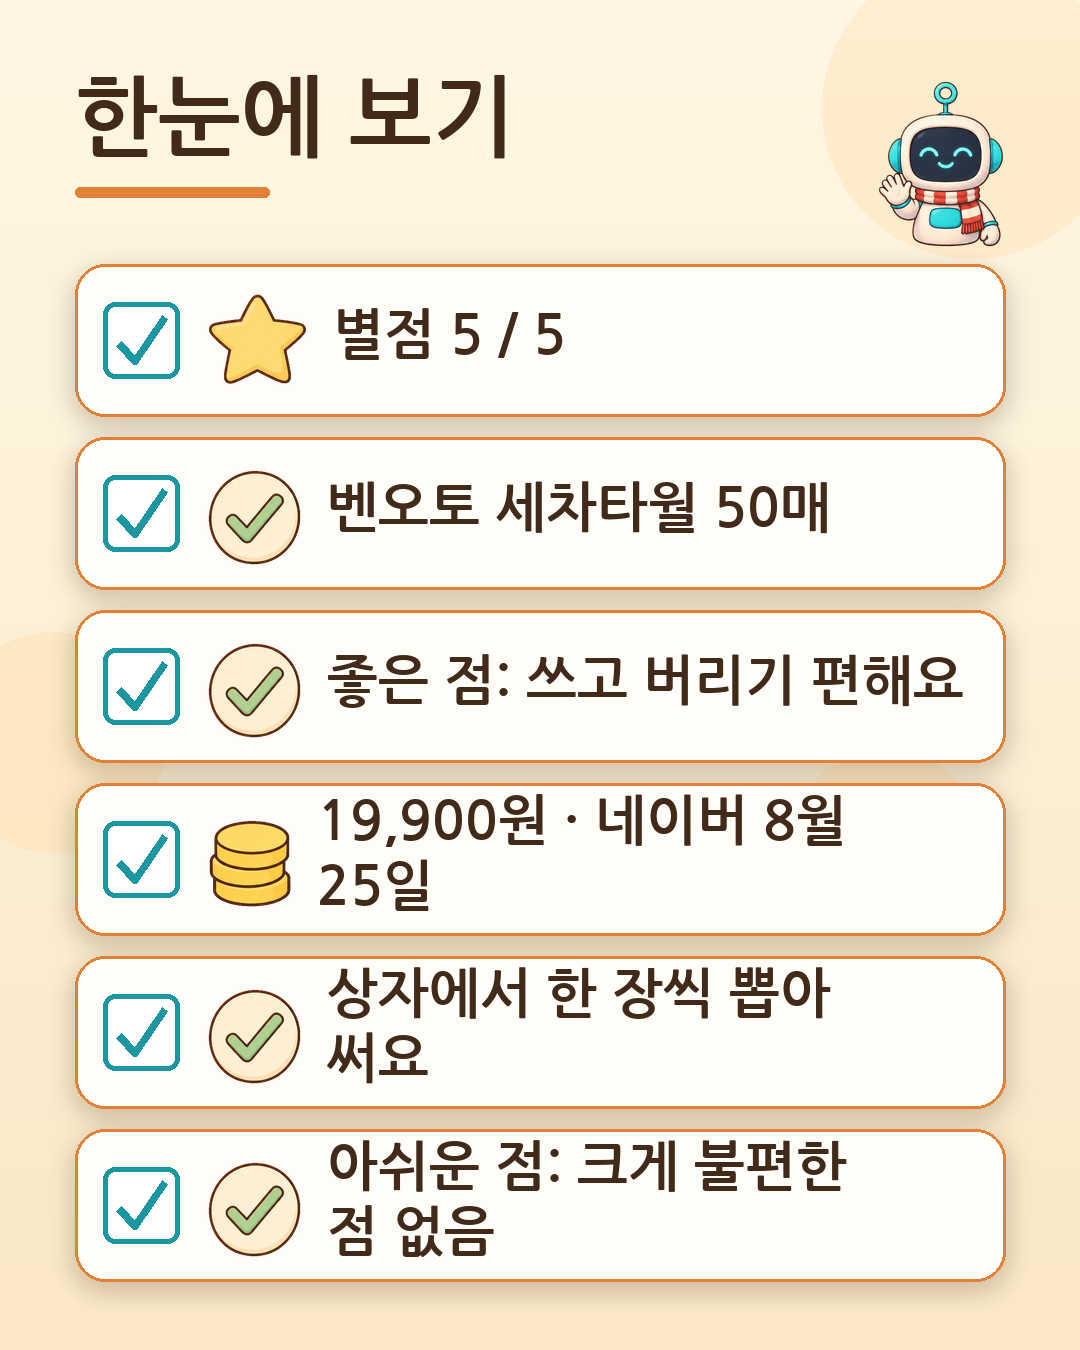 한눈에 보기
별점 5 / 5
벤오토 세차타월 50매
좋은 점: 쓰고 버리기 편해요
19,900원 · 네이버 8월
25일
상자에서 한 장씩 뽑아
써요
아쉬운 점: 크게 불편한
점 없음